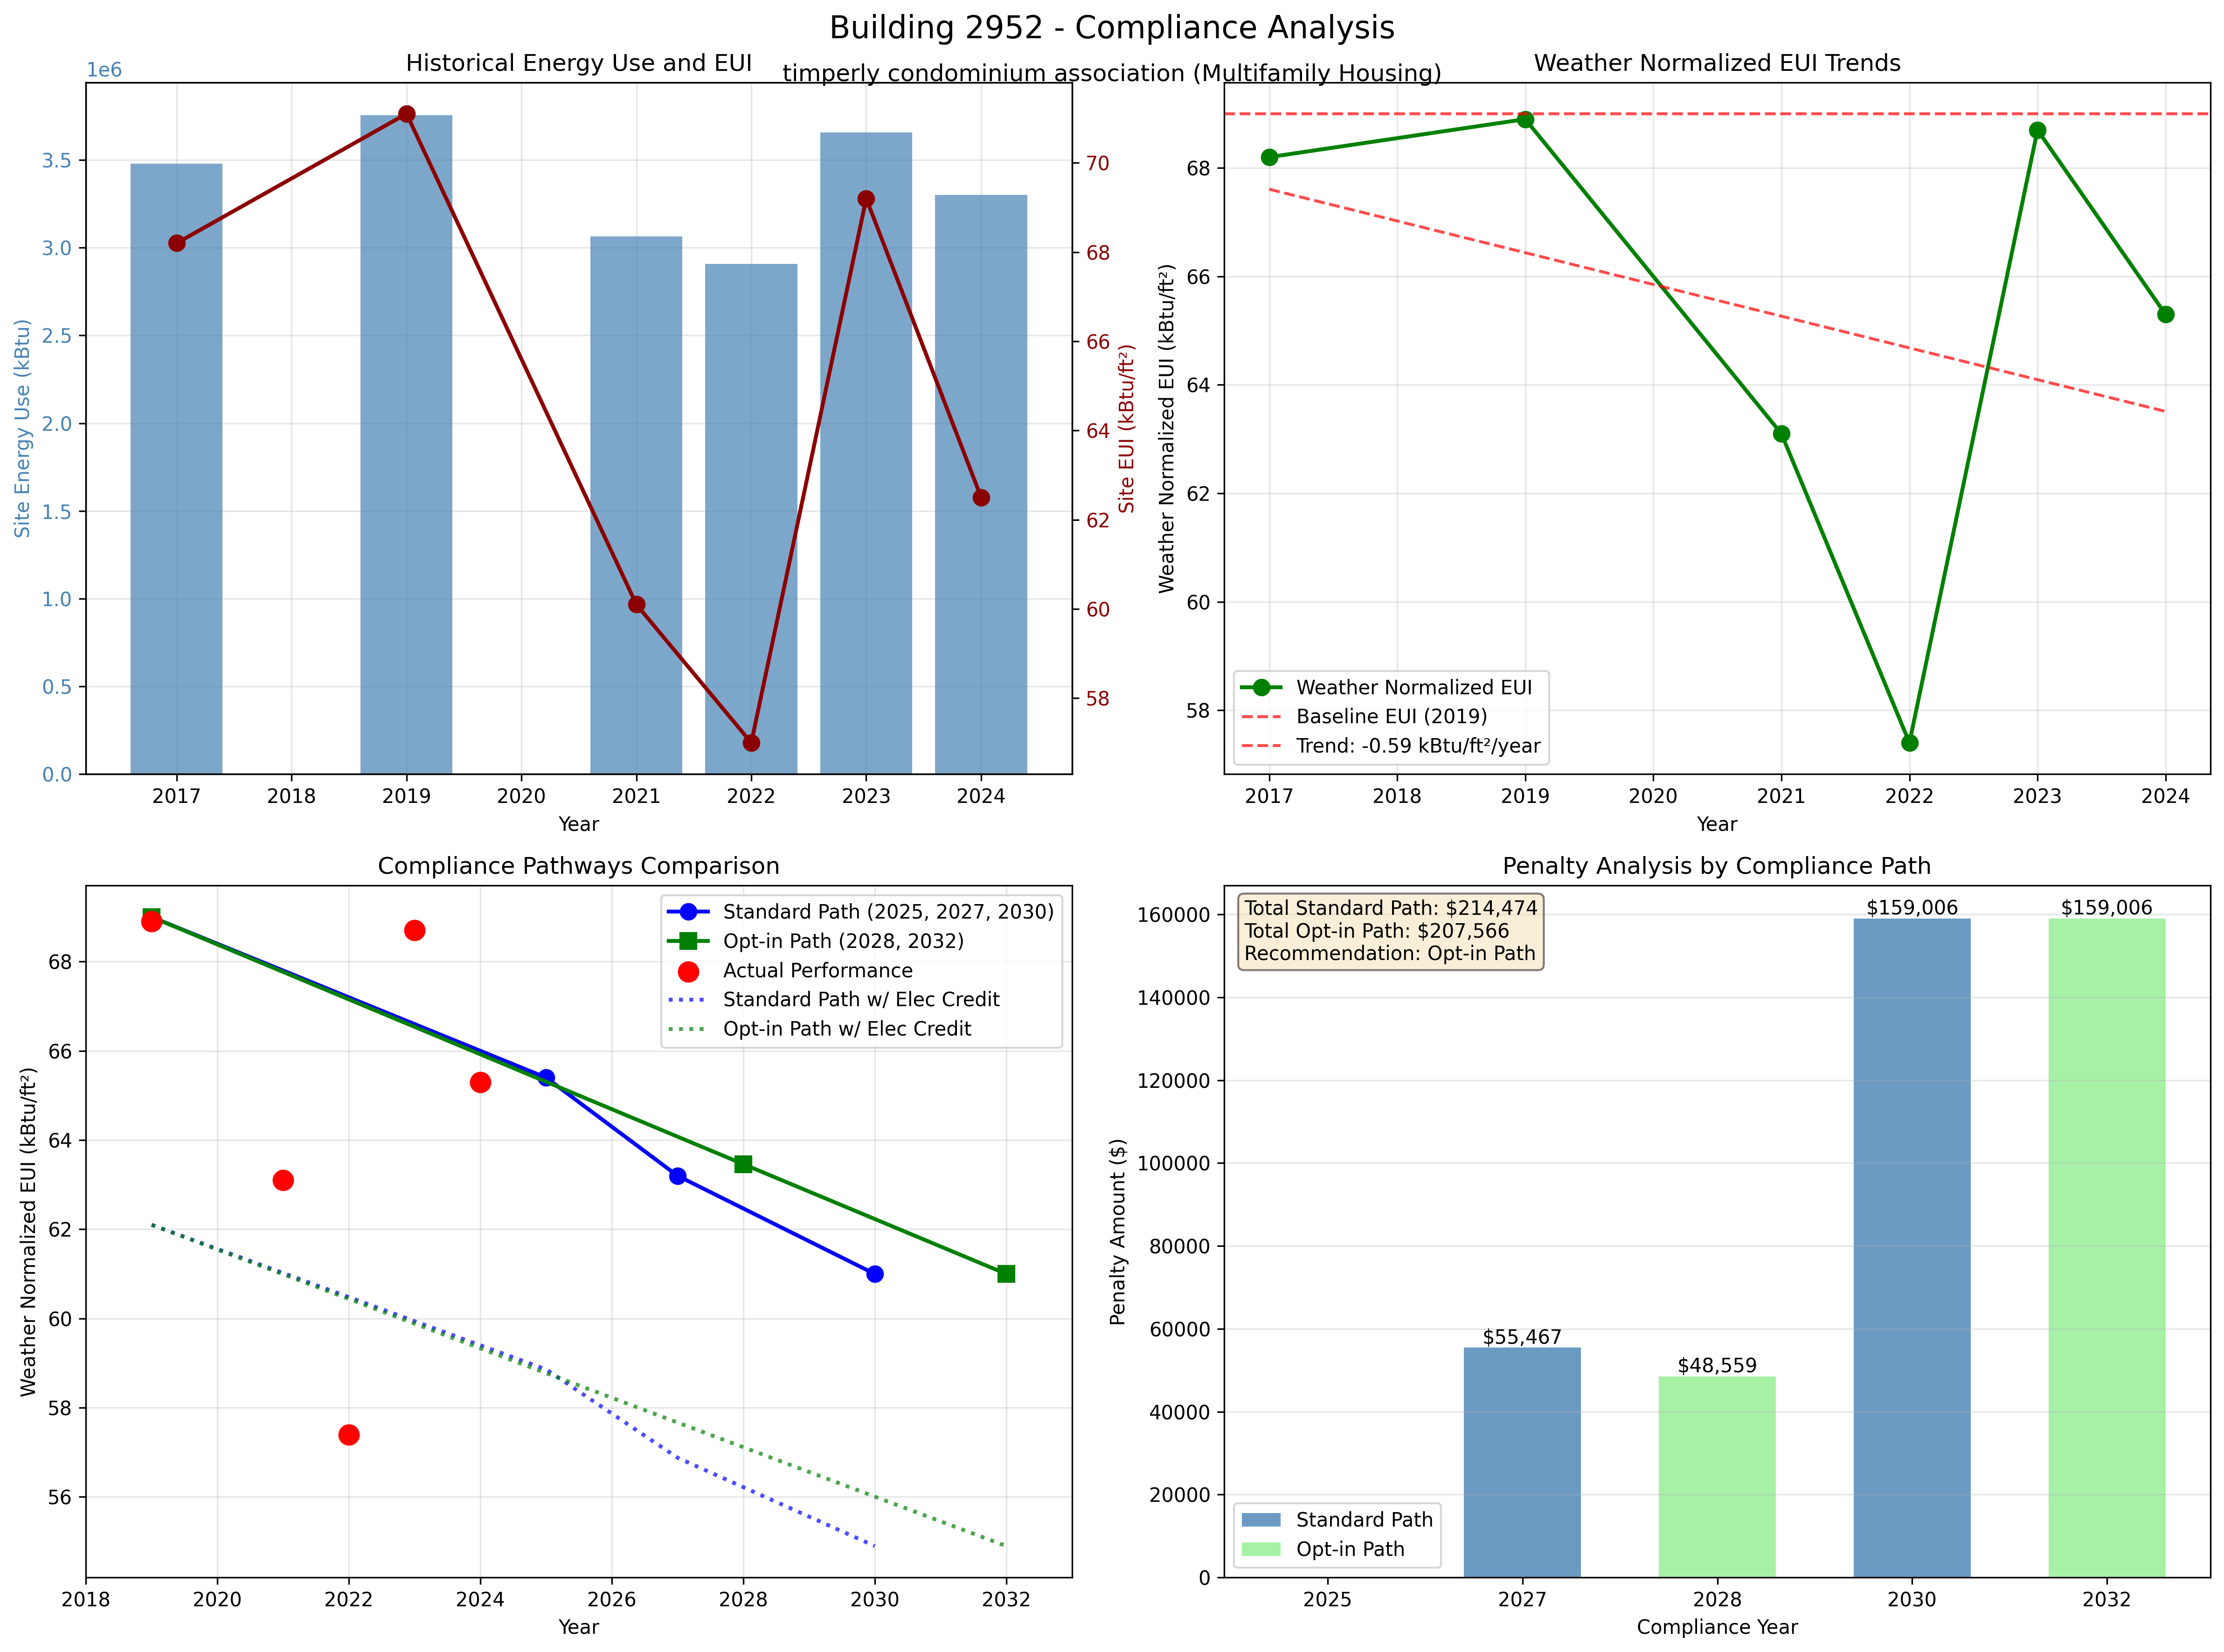 Building 2952 - Compliance Analysis
timperly condominium association (Multifamily Housing)
Historical Energy Use and EUI
1e6
3.5
3.0
2.5
2.0
1.5
1.0
0.5
0.0
Site Energy Use (kBtu)
70
68
66
64
62
60
58
Site EUI (kBtu/ft²)
2017 2018 2019 2020 2021 2022 2023 2024
Year
Weather Normalized EUI Trends
68
66
64
62
60
58
Weather Normalized EUI (kBtu/ft²)
Weather Normalized EUI
Baseline EUI (2019)
Trend: -0.59 kBtu/ft²/year
2017 2018 2019 2020 2021 2022 2023 2024
Year
Compliance Pathways Comparison
Standard Path (2025, 2027, 2030)
Opt-in Path (2028, 2032)
Actual Performance
Standard Path w/ Elec Credit
Opt-in Path w/ Elec Credit
68
66
64
62
60
58
56
Weather Normalized EUI (kBtu/ft²)
2018 2020 2022 2024 2026 2028 2030 2032
Year
Penalty Analysis by Compliance Path
Total Standard Path: $214,474
Total Opt-in Path: $207,566
Recommendation: Opt-in Path
160000
140000
120000
100000
80000
60000
40000
20000
0
Penalty Amount ($)
$55,467
$48,559
$159,006
$159,006
Standard Path
Opt-in Path
2025 2027 2028 2030 2032
Compliance Year